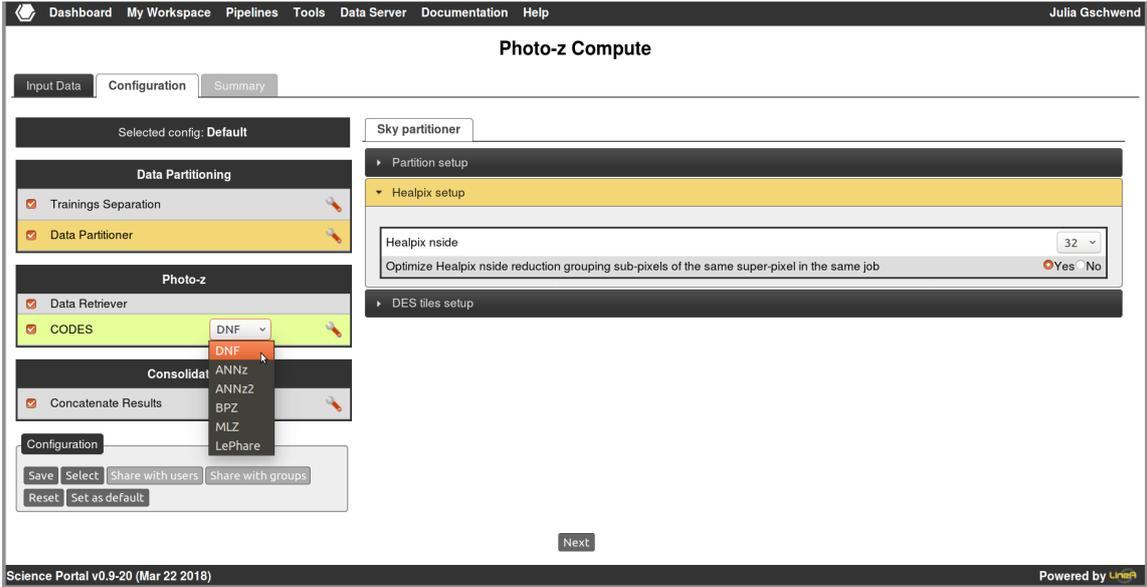 Dashboard My Workspace Pipelines Tools Data Server Documentation Help Julia Gschwend
Photo-z Compute
Input Data Configuration Summary
Selected config: Default
Data Partitioning
Trainings Separation
Data Partitioner
Photo-z
Data Retriever
CODES DNF
DNF
ANNz
ANNz2
BPZ
MLZ
LePhare
Consolidat
Concatenate Results
Configuration
Save Select Share with users Share with groups
Reset Set as default
Sky partitioner
Partition setup
Healpix setup
Healpix nside 32
Optimize Healpix nside reduction grouping sub-pixels of the same super-pixel in the same job Yes No
DES tiles setup
Next
Science Portal v0.9-20 (Mar 22 2018) Powered by LIneA